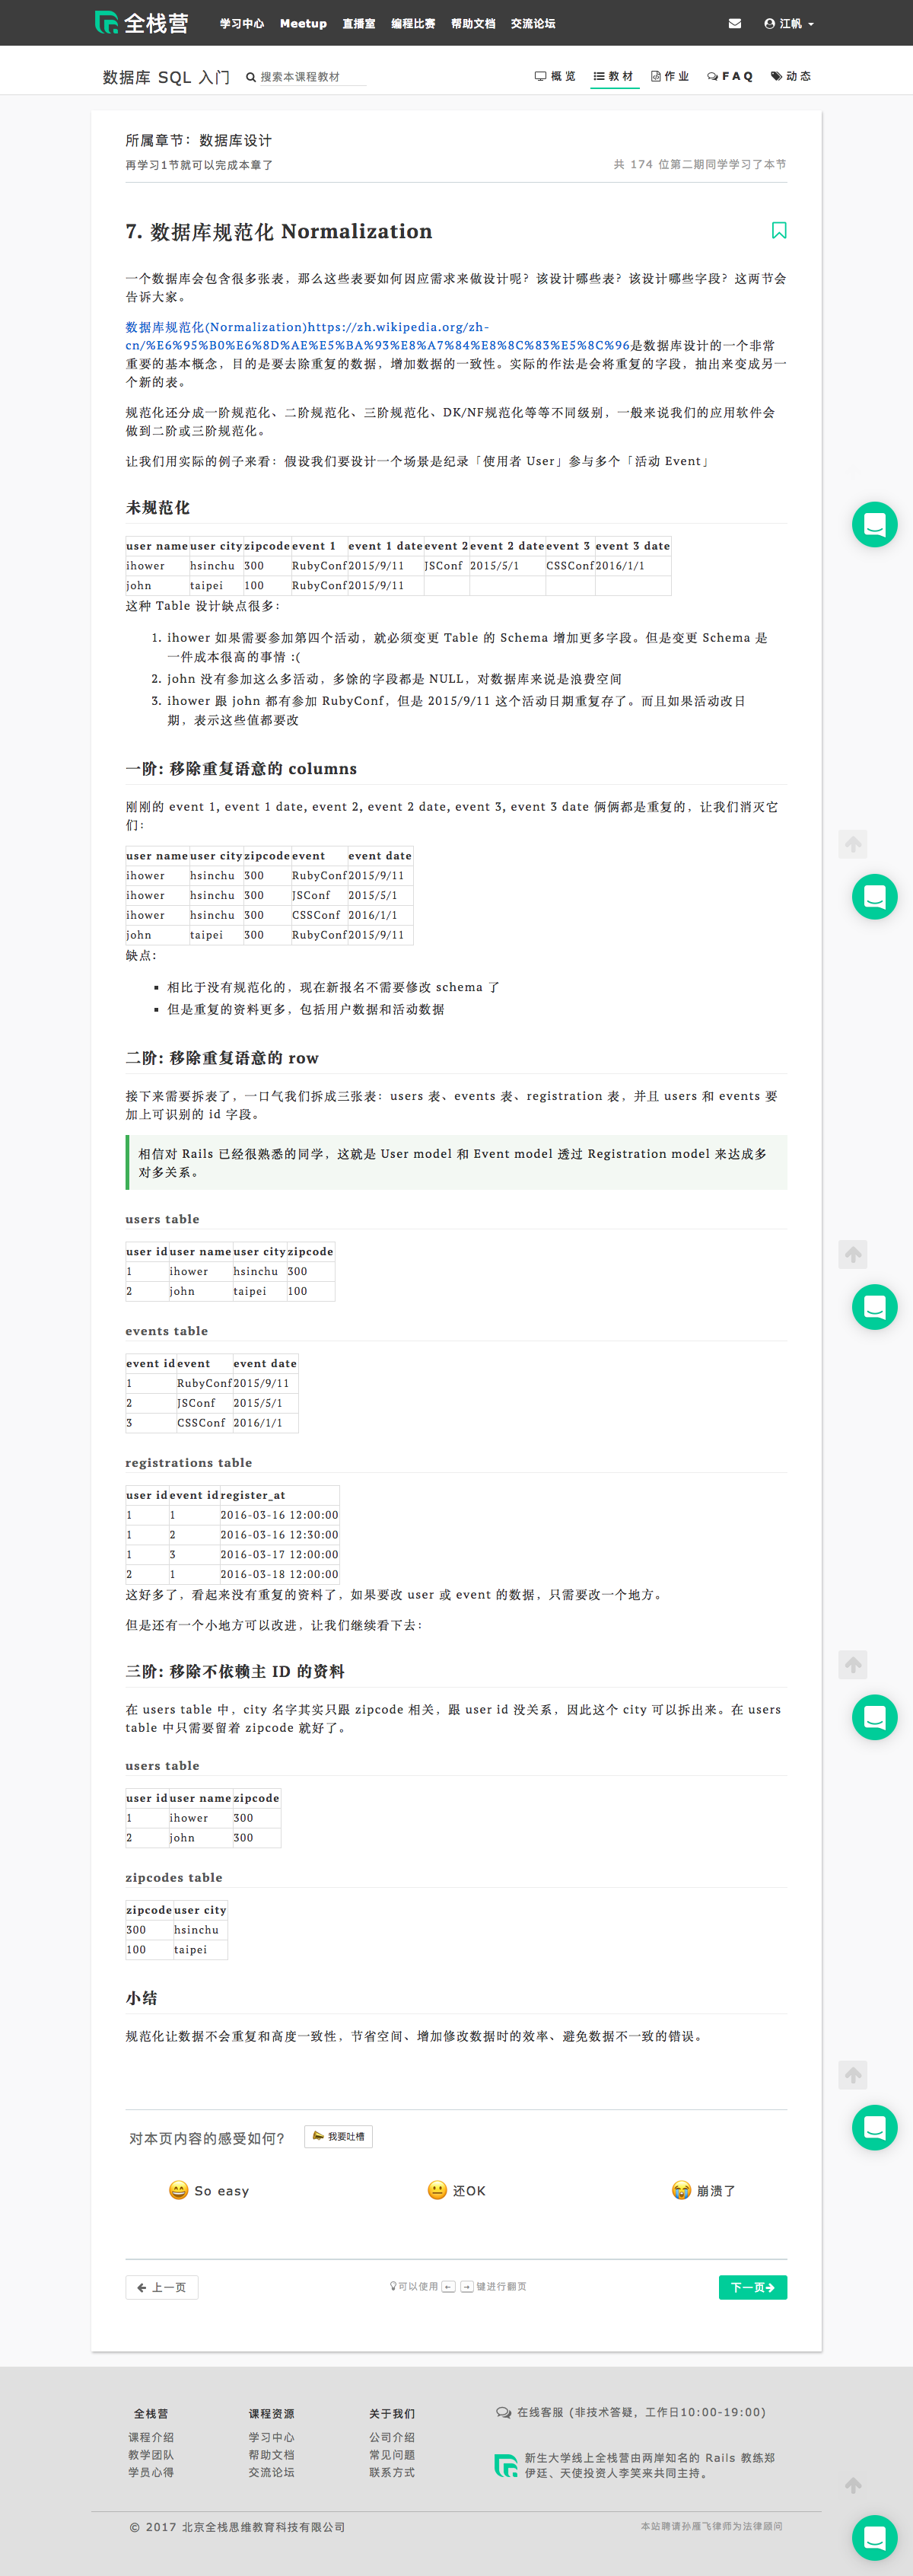 全栈营 学习中心 Meetup 直播室 编程比赛 帮助文档 交流论坛 江帆
数据库 SQL 入门 搜索本课程教材 概览 教材 作业 FAQ 动态
所属章节：数据库设计
再学习1节就可以完成本章了 共 174 位第二期同学学习了本节
7. 数据库规范化 Normalization
一个数据库会包含很多张表，那么这些表要如何因应需求来做设计呢？该设计哪些表？该设计哪些字段？这两节会
告诉大家。
数据库规范化(Normalization)https://zh.wikipedia.org/zh-
cn/%E6%95%B0%E6%8D%AE%E5%BA%93%E8%A7%84%E8%8C%83%E5%8C%96是数据库设计的一个非常
重要的基本概念，目的是要去除重复的数据，增加数据的一致性。实际的作法是会将重复的字段，抽出来变成另一
个新的表。
规范化还分成一阶规范化、二阶规范化、三阶规范化、DK/NF规范化等等不同级别，一般来说我们的应用软件会
做到二阶或三阶规范化。
让我们用实际的例子来看：假设我们要设计一个场景是纪录「使用者 User」参与多个「活动 Event」
未规范化
user name user city zipcode event 1 event 1 date event 2 event 2 date event 3 event 3 date
ihower hsinchu 300 RubyConf 2015/9/11 JSConf 2015/5/1 CSSConf 2016/1/1
john taipei 100 RubyConf 2015/9/11
这种 Table 设计缺点很多：
1. ihower 如果需要参加第四个活动，就必须变更 Table 的 Schema 增加更多字段。但是变更 Schema 是
一件成本很高的事情 :(
2. john 没有参加这么多活动，多馀的字段都是 NULL，对数据库来说是浪费空间
3. ihower 跟 john 都有参加 RubyConf，但是 2015/9/11 这个活动日期重复存了。而且如果活动改日
期，表示这些值都要改
一阶: 移除重复语意的 columns
刚刚的 event 1, event 1 date, event 2, event 2 date, event 3, event 3 date 俩俩都是重复的，让我们消灭它
们：
user name user city zipcode event event date
ihower hsinchu 300 RubyConf 2015/9/11
ihower hsinchu 300 JSConf 2015/5/1
ihower hsinchu 300 CSSConf 2016/1/1
john taipei 100 RubyConf 2015/9/11
缺点：
▪ 相比于没有规范化的，现在新报名不需要修改 schema 了
▪ 但是重复的资料更多，包括用户数据和活动数据
二阶: 移除重复语意的 row
接下来需要拆表了，一口气我们拆成三张表：users 表、events 表、registration 表，并且 users 和 events 要
加上可识别的 id 字段。
相信对 Rails 已经很熟悉的同学，这就是 User model 和 Event model 透过 Registration model 来达成多
对多关系。
users table
user id user name user city zipcode
1 ihower hsinchu 300
2 john taipei 100
events table
event id event event date
1 RubyConf 2015/9/11
2 JSConf 2015/5/1
3 CSSConf 2016/1/1
registrations table
user id event id register_at
1 1 2016-03-16 12:00:00
1 2 2016-03-16 12:30:00
1 3 2016-03-17 12:00:00
2 1 2016-03-18 12:00:00
这好多了，看起来没有重复的资料了，如果要改 user 或 event 的数据，只需要改一个地方。
但是还有一个小地方可以改进，让我们继续看下去：
三阶: 移除不依赖主 ID 的资料
在 users table 中，city 名字其实只跟 zipcode 相关，跟 user id 没关系，因此这个 city 可以拆出来。在 users
table 中只需要留着 zipcode 就好了。
users table
user id user name zipcode
1 ihower 300
2 john 300
zipcodes table
zipcode user city
300 hsinchu
100 taipei
小结
规范化让数据不会重复和高度一致性，节省空间、增加修改数据时的效率、避免数据不一致的错误。
对本页内容的感受如何？ 我要吐槽
So easy 还OK 崩溃了
上一页 可以使用 ← → 键进行翻页 下一页
全栈营 课程资源 关于我们 在线客服 (非技术答疑，工作日10:00-19:00)
课程介绍 学习中心 公司介绍
教学团队 帮助文档 常见问题
学员心得 交流论坛 联系方式
新生大学线上全栈营由两岸知名的 Rails 教练郑
伊廷、天使投资人李笑来共同主持。
© 2017 北京全栈思维教育科技有限公司 本站聘请孙雁飞律师为法律顾问